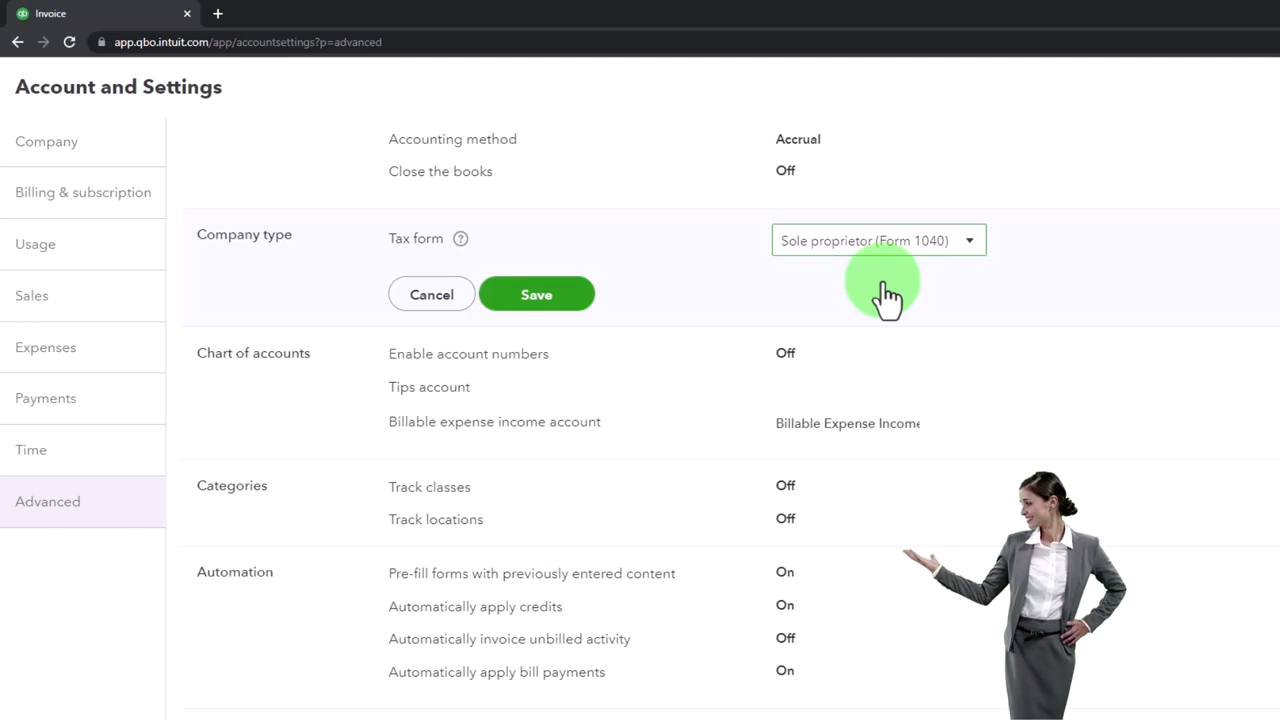 qb Invoice
app.qbo.intuit.com/app/accountsettings?p=advanced
Account and Settings
Company
Billing & subscription
Usage
Sales
Expenses
Payments
Time
Advanced
Accounting method Accrual
Close the books Off
Company type Tax form ? Sole proprietor (Form 1040)
Cancel Save
Chart of accounts Enable account numbers Off
Tips account
Billable expense income account Billable Expense Income
Categories Track classes Off
Track locations Off
Automation Pre-fill forms with previously entered content On
Automatically apply credits On
Automatically invoice unbilled activity Off
Automatically apply bill payments On